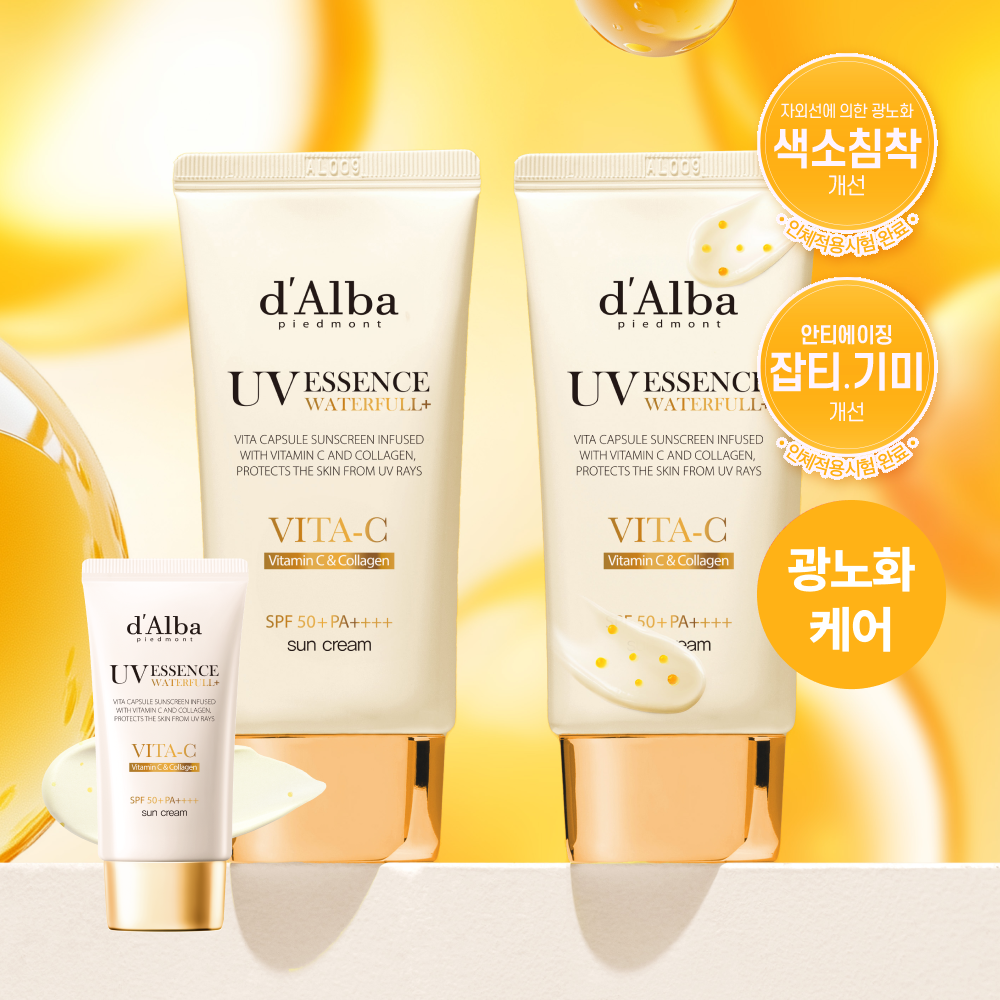 AL009
d'Alba
piedmont
UV ESSENCE
WATERFULL+
VITA CAPSULE SUNSCREEN INFUSED
WITH VITAMIN C AND COLLAGEN,
PROTECTS THE SKIN FROM UV RAYS
VITA-C
Vitamin C & Collagen
SPF 50+PA++++
sun cream
AL009
d'Alba
piedmont
UV ESSENCE
WATERFULL+
VITA CAPSULE SUNSCREEN INFUSED
WITH VITAMIN C AND COLLAGEN,
PROTECTS THE SKIN FROM UV RAYS
VITA-C
Vitamin C & Collagen
50+PA++++
d'Alba
piedmont
UV ESSENCE
WATERFULL+
VITA CAPSULE SUNSCREEN INFUSED
WITH VITAMIN C AND COLLAGEN,
PROTECTS THE SKIN FROM UV RAYS
VITA-C
Vitamin C & Collagen
SPF 50+PA++++
sun cream
자외선에 의한 광노화
색소침착
개선
인체적용시험 완료
안티에이징
잡티.기미
개선
인체적용시험 완료
광노화
케어